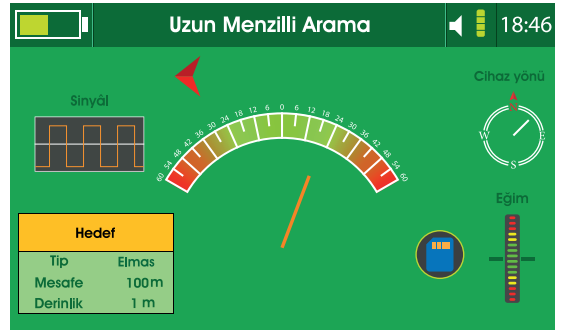 Uzun Menzilli Arama
18:46
Sinyâl
Cihaz yönü
N
W E
S
60 54 48 42 36 30 24 18 12 6 0 6 12 18 24 30 36 42 48 54 60
Eğim
Hedef
Tip Elmas
Mesafe 100m
Derinlik 1 m